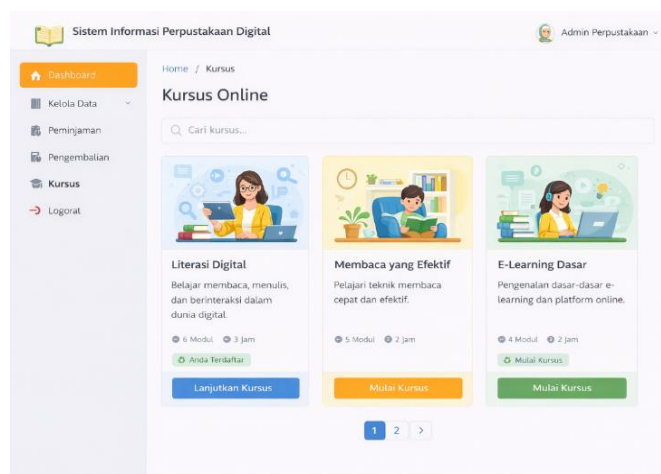 Sistem Informasi Perpustakaan Digital
Admin Perpustakaan
Dashboard
Kelola Data
Peminjaman
Pengembalian
Kursus
Logorat
Home / Kursus
Kursus Online
Cari kursus...
Literasi Digital
Belajar membaca, menulis,
dan berinteraksi dalam
dunia digital.
6 Modul 3 Jam
Anda Terdaftar
Lanjutkan Kursus
Membaca yang Efektif
Pelajari teknik membaca
cepat dan efektif.
5 Modul 2 Jam
Mulai Kursus
E-Learning Dasar
Pengenalan dasar-dasar e-
learning dan platform online.
4 Modul 2 Jam
Mulai Kursus
Mulai Kursus
1 2 >